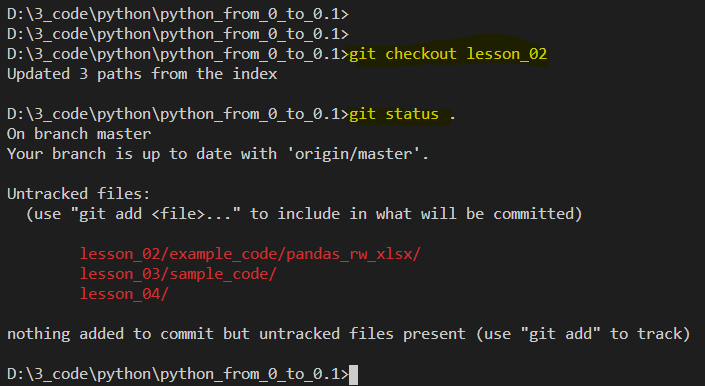 D:\3_code\python\python_from_0_to_0.1>
D:\3_code\python\python_from_0_to_0.1>
D:\3_code\python\python_from_0_to_0.1>git checkout lesson_02
Updated 3 paths from the index
D:\3_code\python\python_from_0_to_0.1>git status .
On branch master
Your branch is up to date with 'origin/master'.
Untracked files:
  (use "git add <file>..." to include in what will be committed)
        lesson_02/example_code/pandas_rw_xlsx/
        lesson_03/sample_code/
        lesson_04/
nothing added to commit but untracked files present (use "git add" to track)
D:\3_code\python\python_from_0_to_0.1>